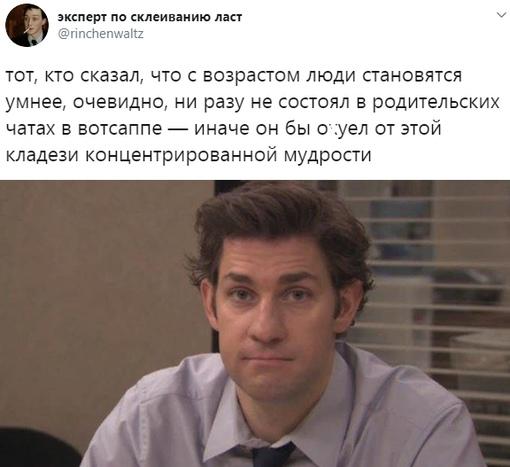 эксперт по склеиванию ласт
@rinchenwaltz
тот, кто сказал, что с возрастом люди становятся
умнее, очевидно, ни разу не состоял в родительских
чатах в вотсаппе — иначе он бы от этой
кладези концентрированной мудрости